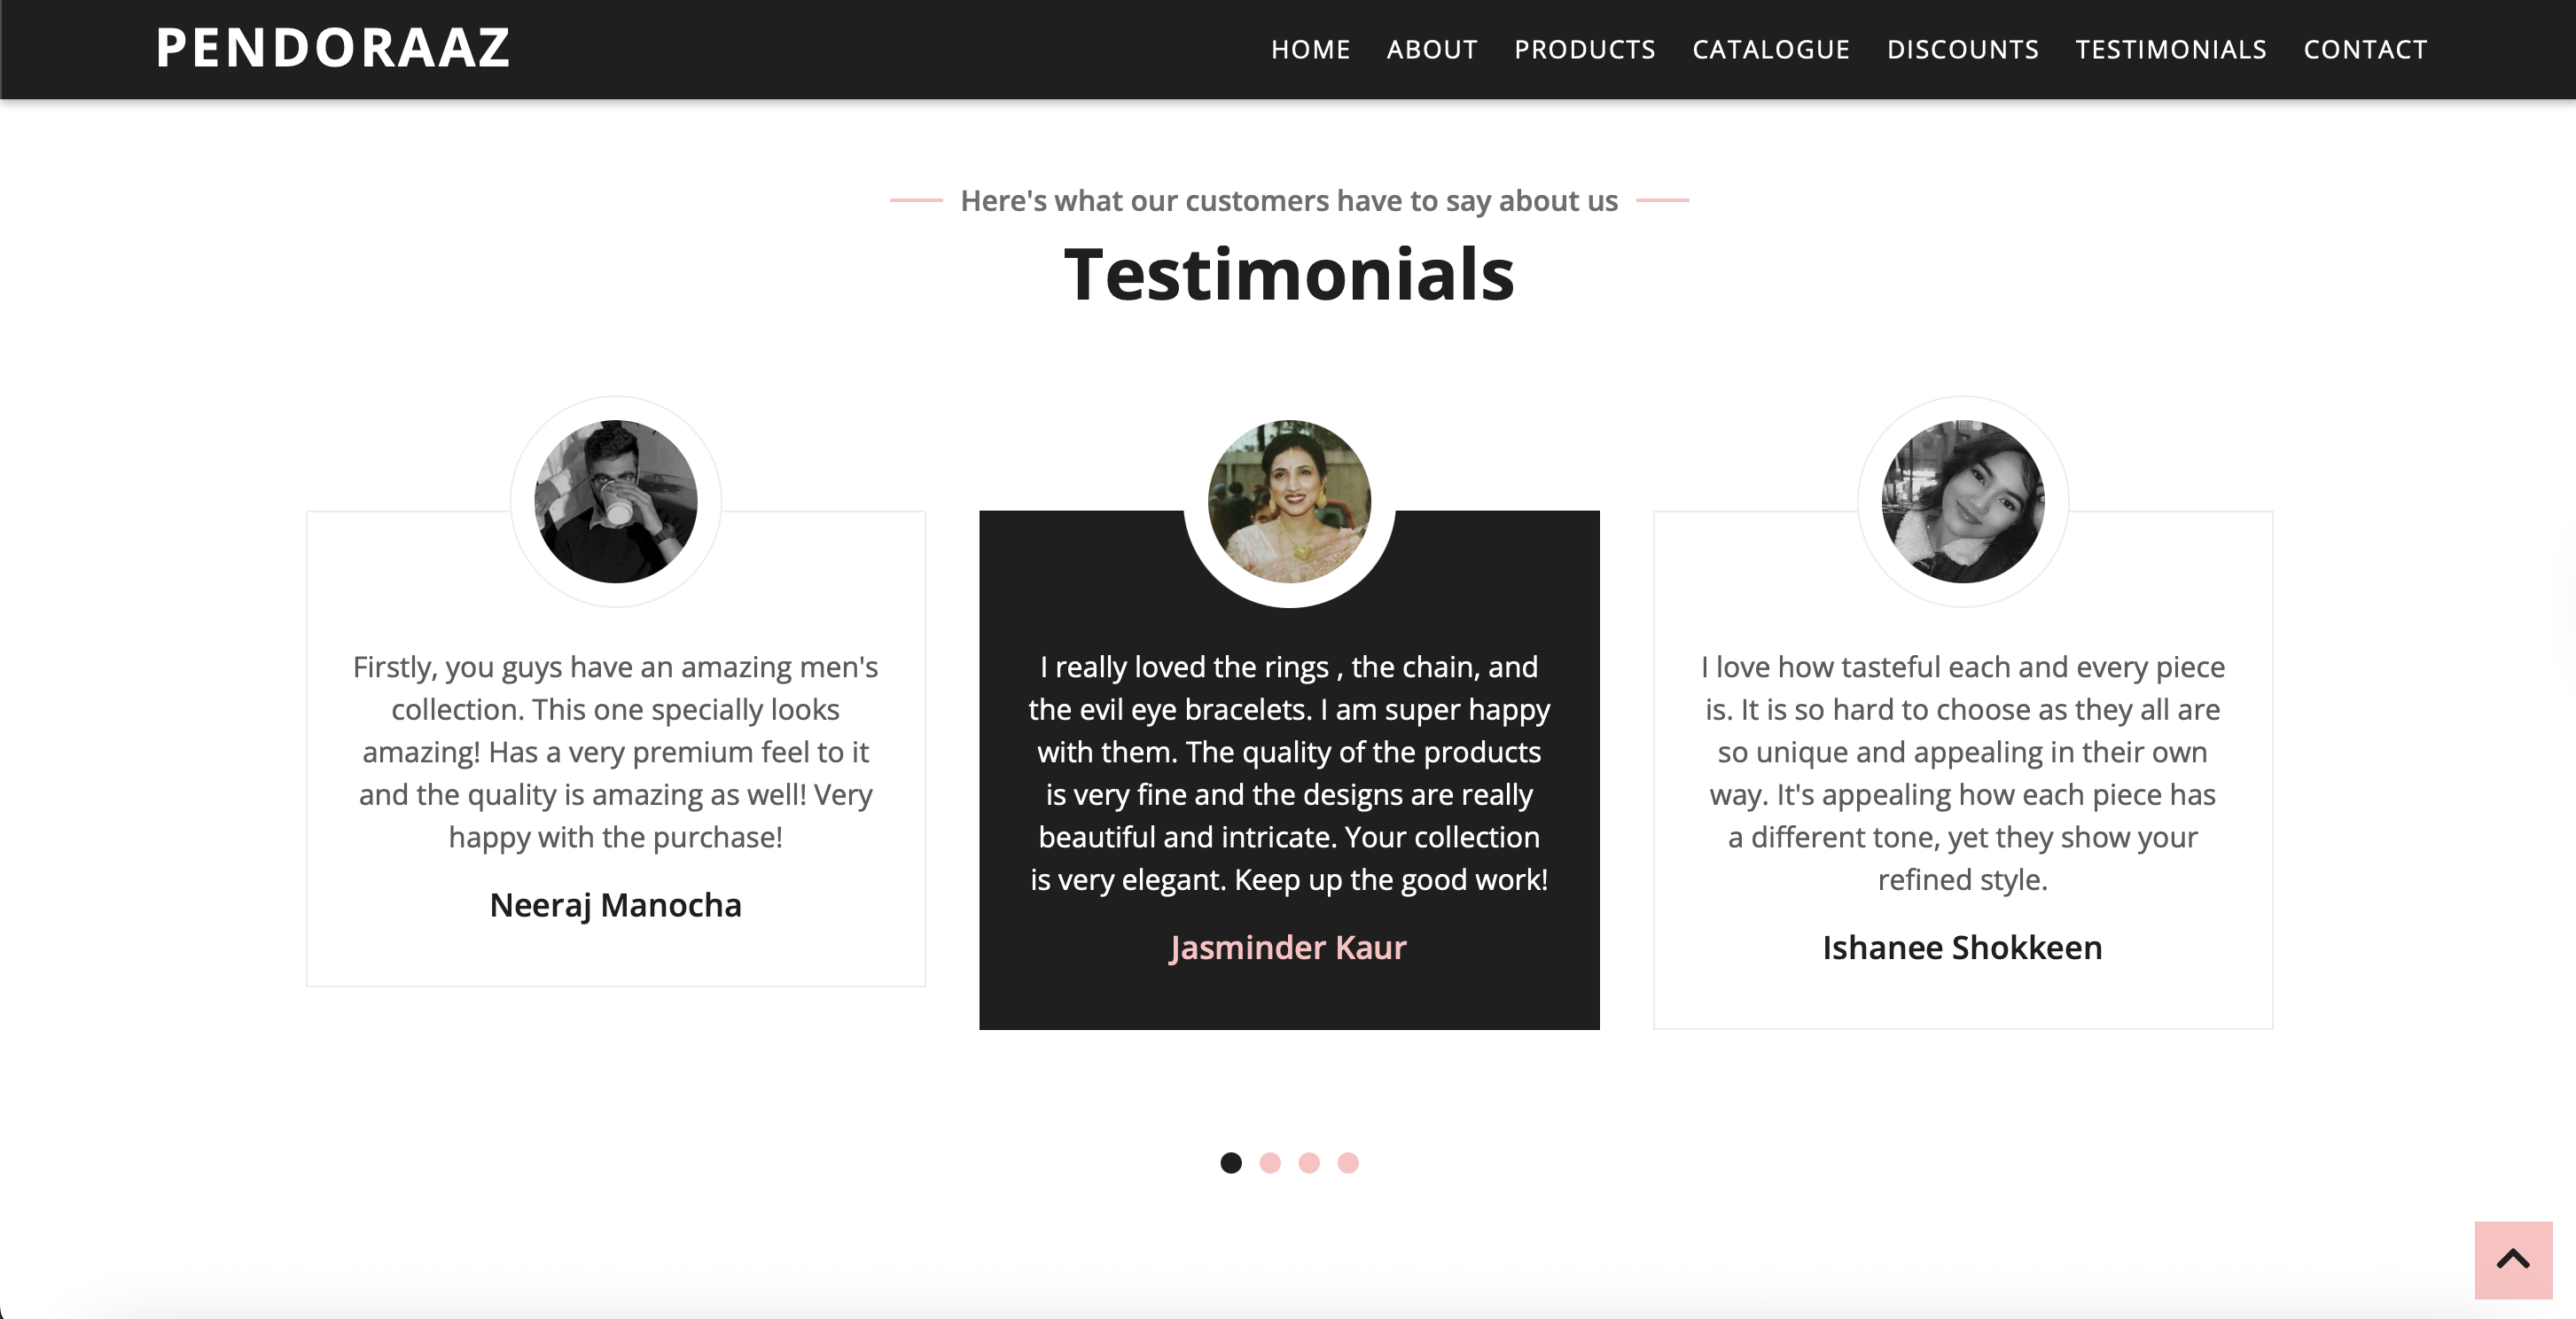 PENDORAAZ
HOME ABOUT PRODUCTS CATALOGUE DISCOUNTS TESTIMONIALS CONTACT
Here's what our customers have to say about us
Testimonials
Firstly, you guys have an amazing men's
collection. This one specially looks
amazing! Has a very premium feel to it
and the quality is amazing as well! Very
happy with the purchase!
Neeraj Manocha
I really loved the rings , the chain, and
the evil eye bracelets. I am super happy
with them. The quality of the products
is very fine and the designs are really
beautiful and intricate. Your collection
is very elegant. Keep up the good work!
Jasminder Kaur
I love how tasteful each and every piece
is. It is so hard to choose as they all are
so unique and appealing in their own
way. It's appealing how each piece has
a different tone, yet they show your
refined style.
Ishanee Shokkeen